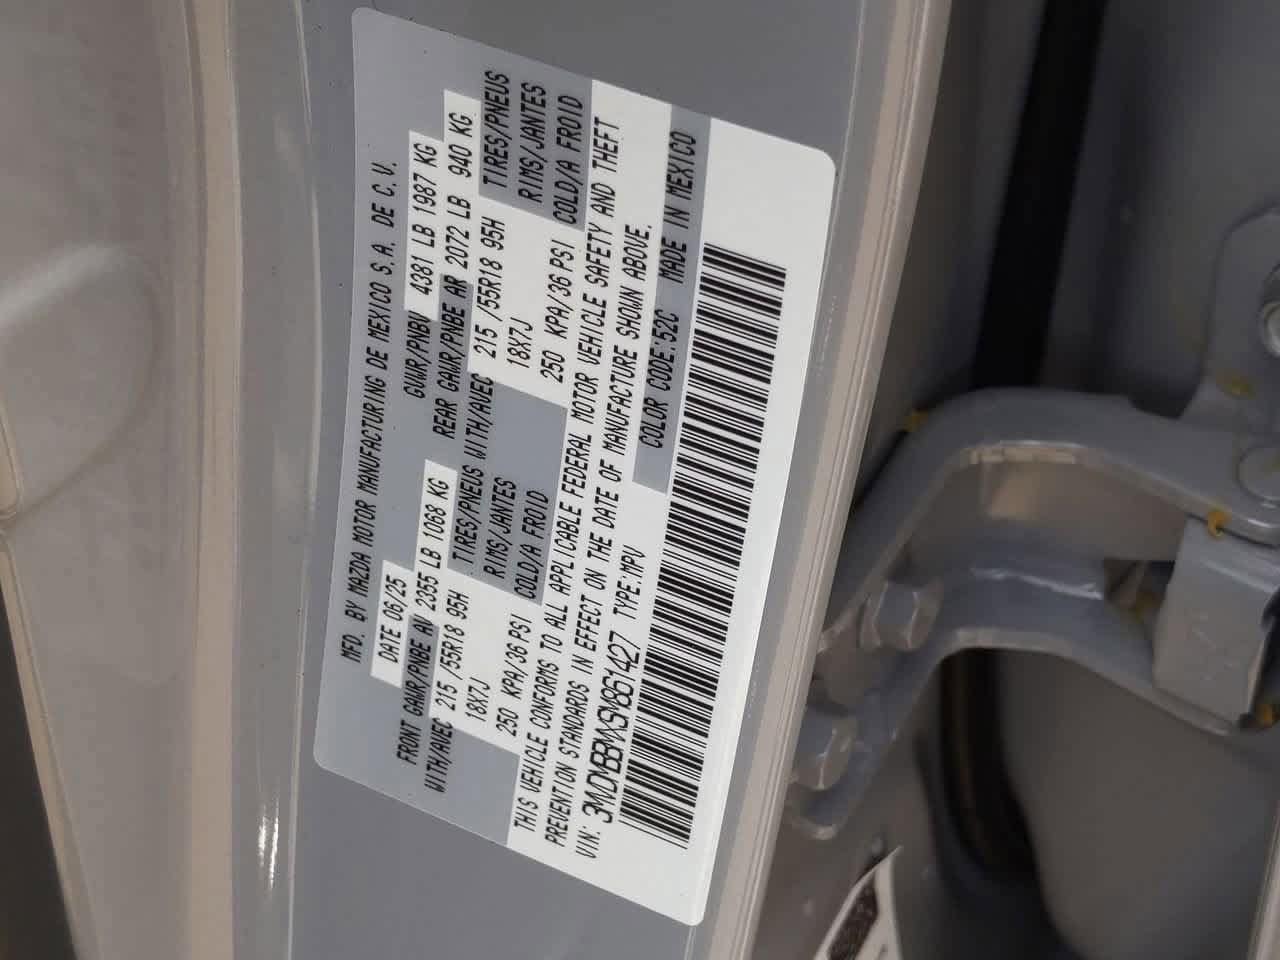 MFD. BY MAZDA MOTOR MANUFACTURING DE MEXICO S.A. DE C.V.
DATE 06/25 GVWR/PNBV 4381 LB 1987 KG
FRONT GAWR/PNBE AV 2355 LB 1068 KG REAR GAWR/PNBE AR 2072 LB 940 KG
WITH/AVEC 215 /55R18 95H TIRES/PNEUS WITH/AVEC 215 /55R18 95H TIRES/PNEUS
18X7J RIMS/JANTES 18X7J RIMS/JANTES
250 KPA/36 PSI COLD/A FROID 250 KPA/36 PSI COLD/A FROID
THIS VEHICLE CONFORMS TO ALL APPLICABLE FEDERAL MOTOR VEHICLE SAFETY AND THEFT
PREVENTION STANDARDS IN EFFECT ON THE DATE OF MANUFACTURE SHOWN ABOVE.
VIN: 3MVDMBBMXSM861427 TYPE:MPV COLOR CODE:52C MADE IN MEXICO